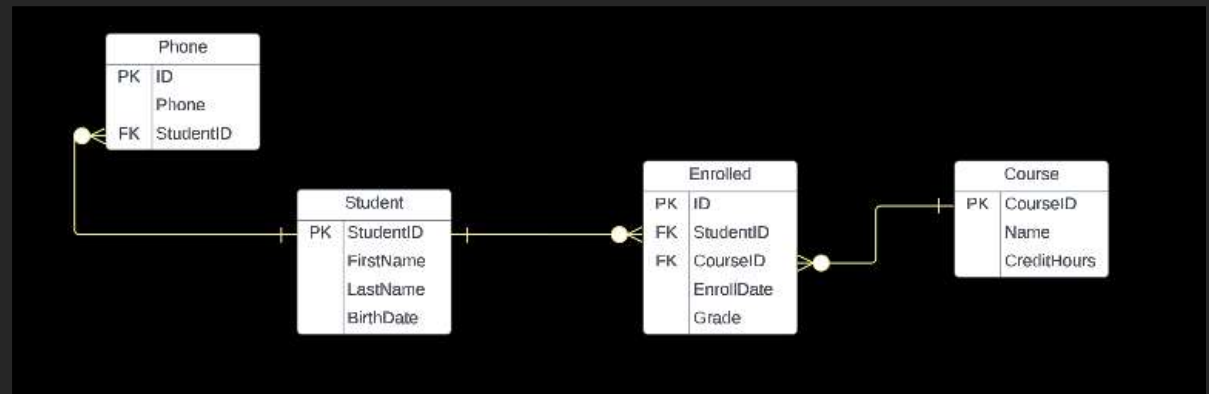 Phone
PK ID
Phone
FK StudentID
Student
PK StudentID
FirstName
LastName
BirthDate
Enrolled
PK ID
FK StudentID
FK CourseID
EnrollDate
Grade
Course
PK CourseID
Name
CreditHours